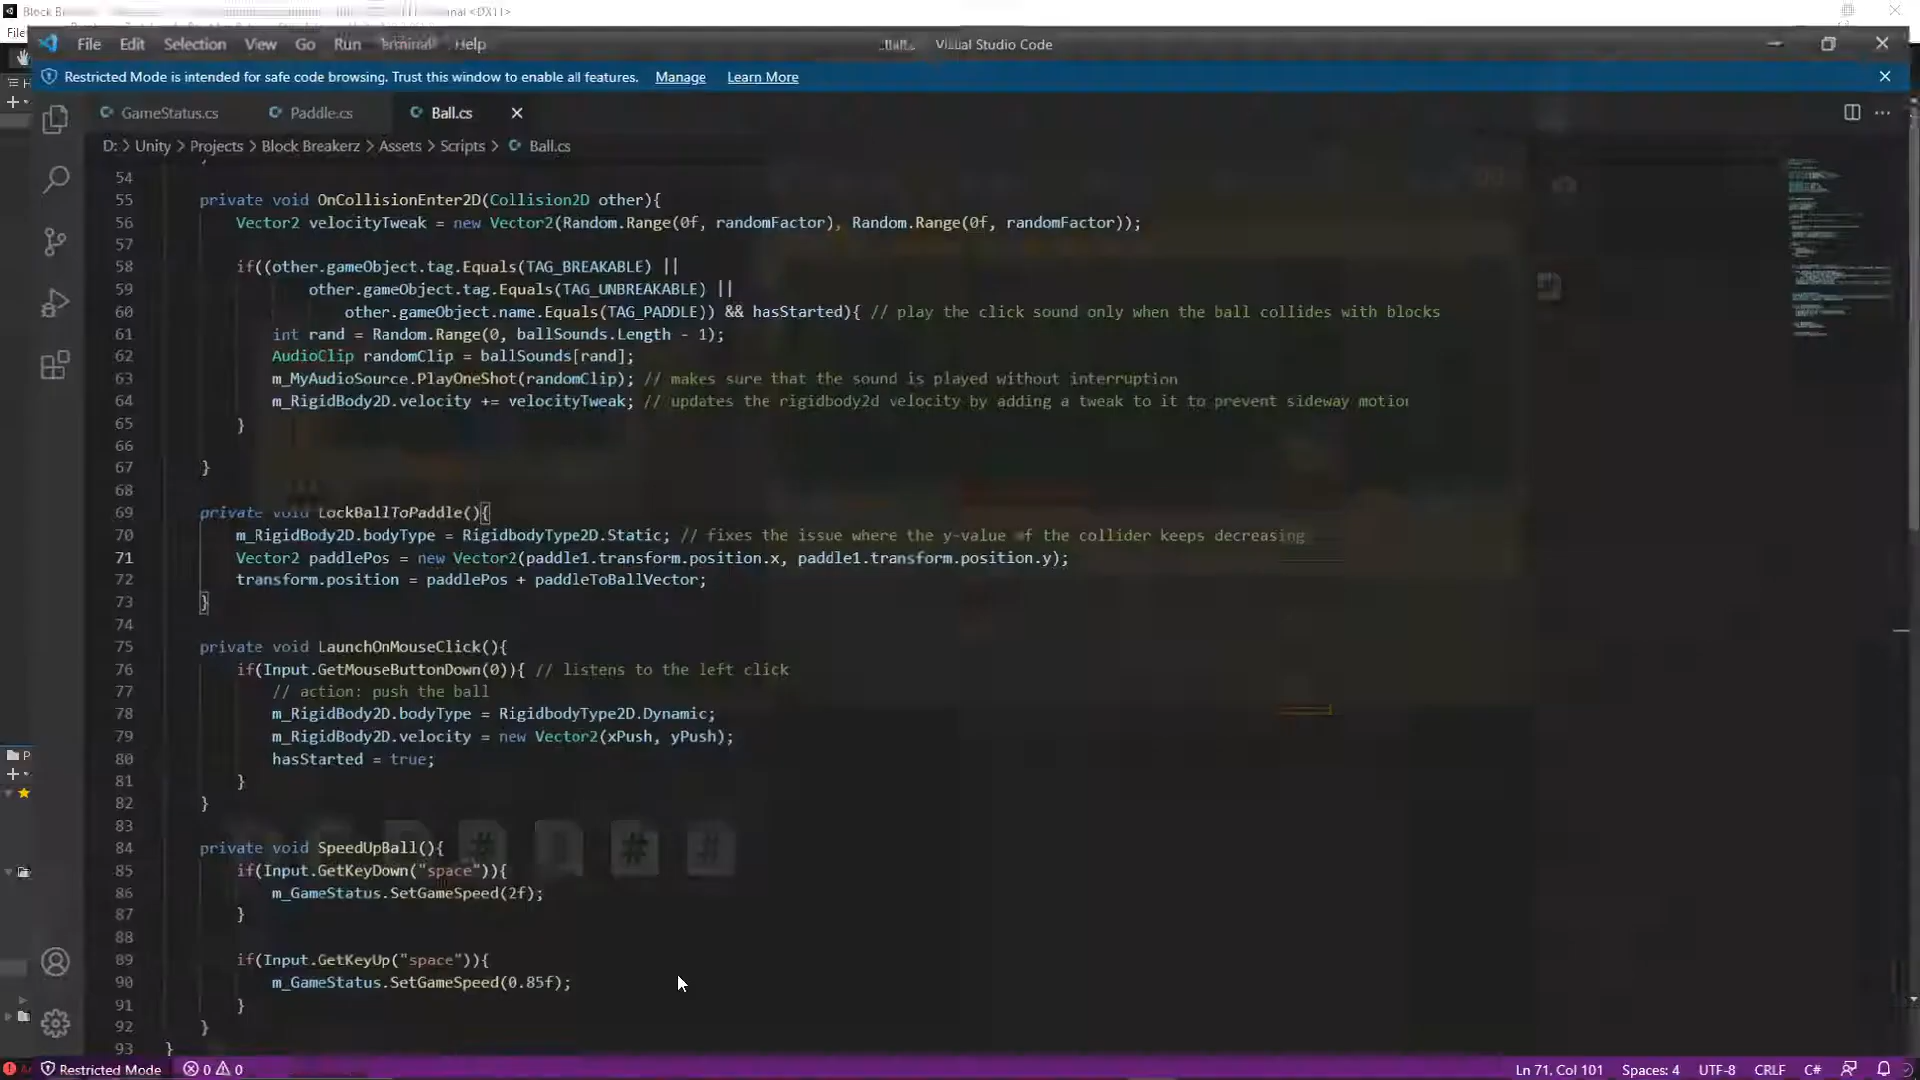 Block B
<DX11>
File
File Edit Selection View Go Run Terminal Help
Visual Studio Code
Restricted Mode is intended for safe code browsing. Trust this window to enable all features. Manage Learn More
GameStatus.cs Paddle.cs Ball.cs
D: > Unity > Projects > Block Breakerz > Assets > Scripts > Ball.cs
54
55 private void OnCollisionEnter2D(Collision2D other){
56 Vector2 velocityTweak = new Vector2(Random.Range(0f, randomFactor), Random.Range(0f, randomFactor));
57
58 if((other.gameObject.tag.Equals(TAG_BREAKABLE) ||
59 other.gameObject.tag.Equals(TAG_UNBREAKABLE) ||
60 other.gameObject.name.Equals(TAG_PADDLE)) && hasStarted){ // play the click sound only when the ball collides with blocks
61 int rand = Random.Range(0, ballSounds.Length - 1);
62 AudioClip randomClip = ballSounds[rand];
63 m_MyAudioSource.PlayOneShot(randomClip); // makes sure that the sound is played without interruption
64 m_RigidBody2D.velocity += velocityTweak; // updates the rigidbody2d velocity by adding a tweak to it to prevent sideway motion
65 }
66
67 }
68
69 private void LockBallToPaddle(){
70 m_RigidBody2D.bodyType = RigidbodyType2D.Static; // fixes the issue where the y-value of the collider keeps decreasing
71 Vector2 paddlePos = new Vector2(paddle1.transform.position.x, paddle1.transform.position.y);
72 transform.position = paddlePos + paddleToBallVector;
73 }
74
75 private void LaunchOnMouseClick(){
76 if(Input.GetMouseButtonDown(0)){ // listens to the left click
77 // action: push the ball
78 m_RigidBody2D.bodyType = RigidbodyType2D.Dynamic;
79 m_RigidBody2D.velocity = new Vector2(xPush, yPush);
80 hasStarted = true;
81 }
82 }
83
84 private void SpeedUpBall(){
85 if(Input.GetKeyDown("space")){
86 m_GameStatus.SetGameSpeed(2f);
87 }
88
89 if(Input.GetKeyUp("space")){
90 m_GameStatus.SetGameSpeed(0.85f);
91 }
92 }
93 }
Restricted Mode 0 0 Ln 71, Col 101 Spaces: 4 UTF-8 CRLF C#